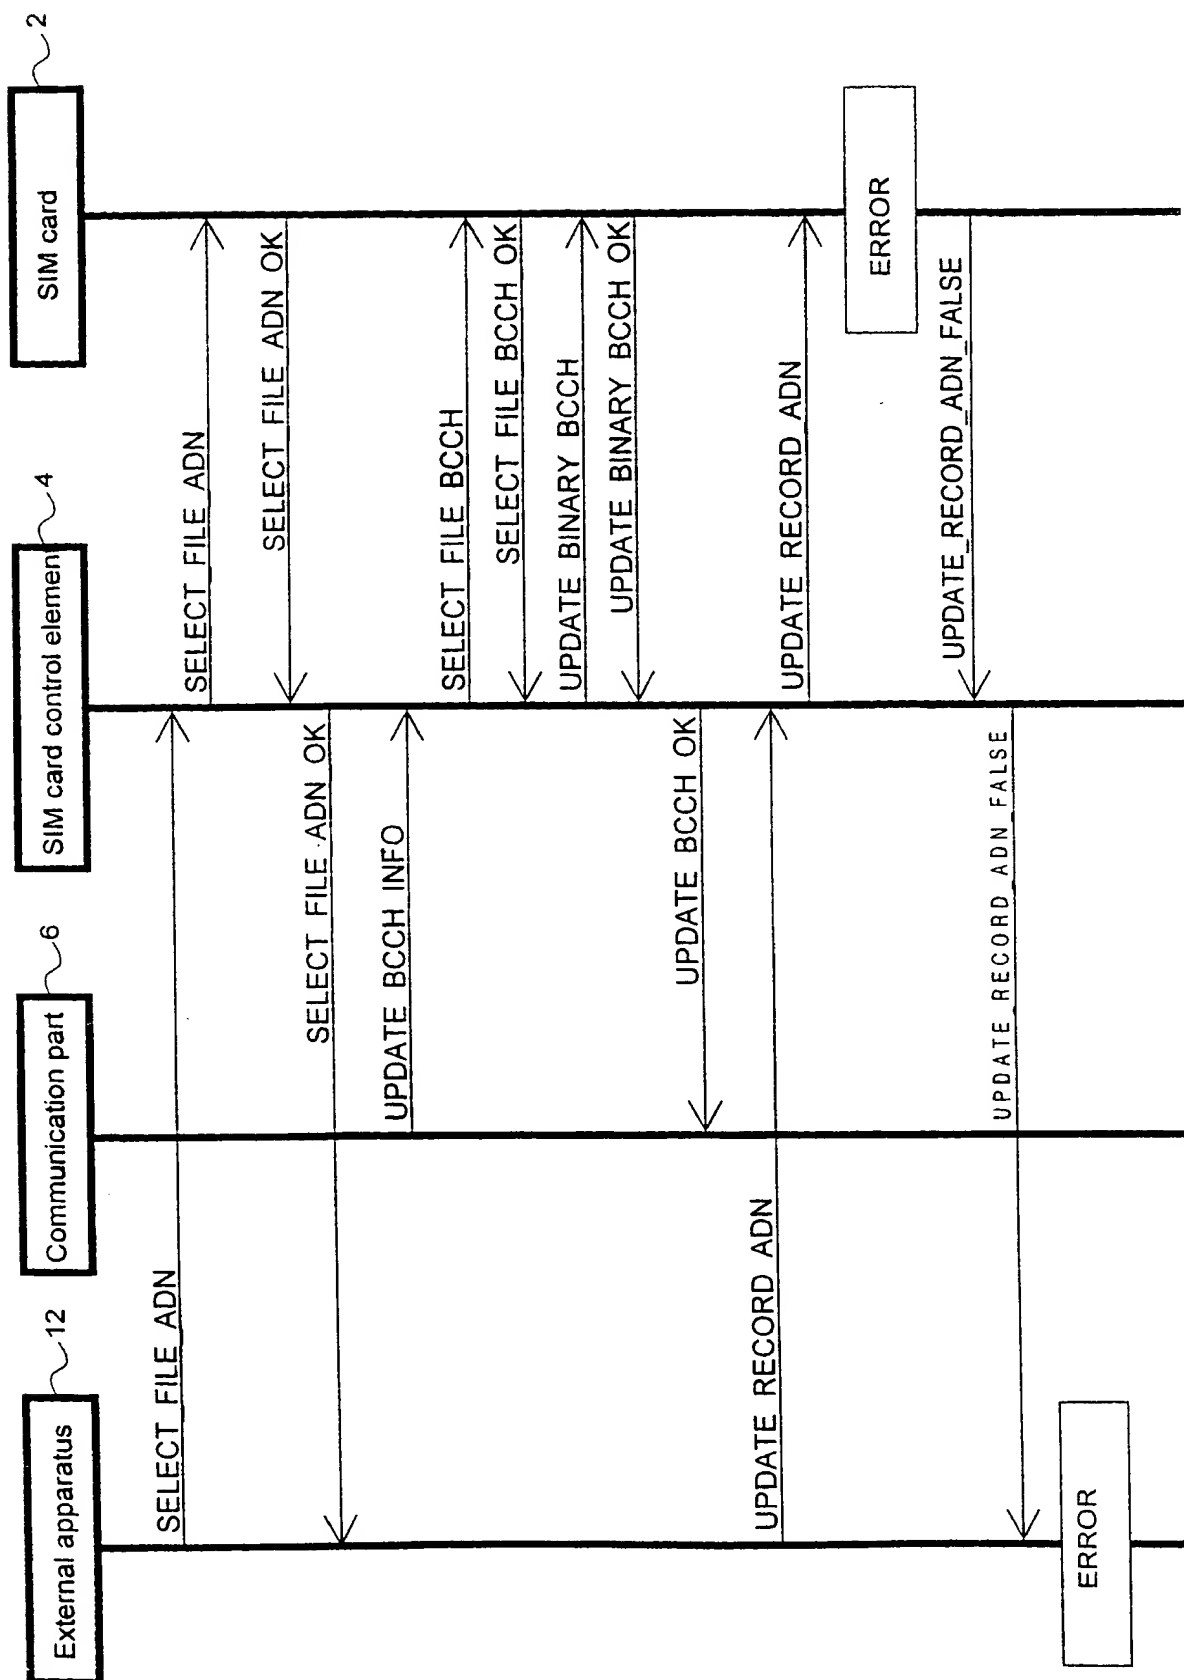 External apparatus
12
Communication part
6
SIM card control elemen
4
SIM card
2
SELECT FILE ADN
SELECT FILE ADN
SELECT FILE ADN OK
SELECT FILE ADN OK
UPDATE BCCH INFO
SELECT FILE BCCH
SELECT FILE BCCH OK
UPDATE BINARY BCCH
UPDATE BINARY BCCH OK
UPDATE BCCH OK
UPDATE RECORD ADN
UPDATE RECORD ADN
ERROR
UPDATE_RECORD_ADN_FALSE
UPDATE RECORD ADN FALSE
ERROR